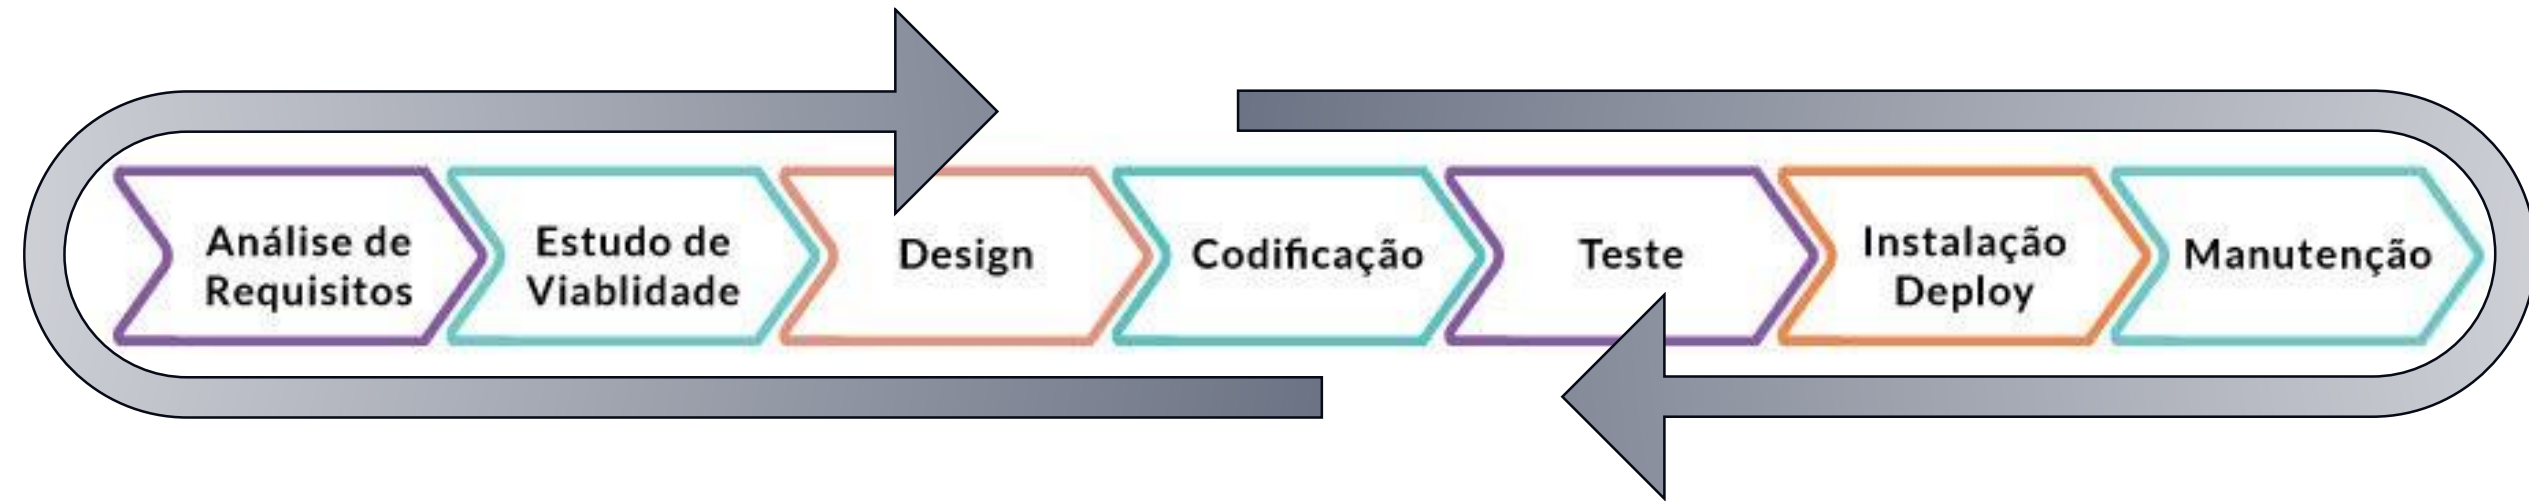 Análise de
Requisitos
Estudo de
Viablidade
Design
Codificação
Teste
Instalação
Deploy
Manutenção